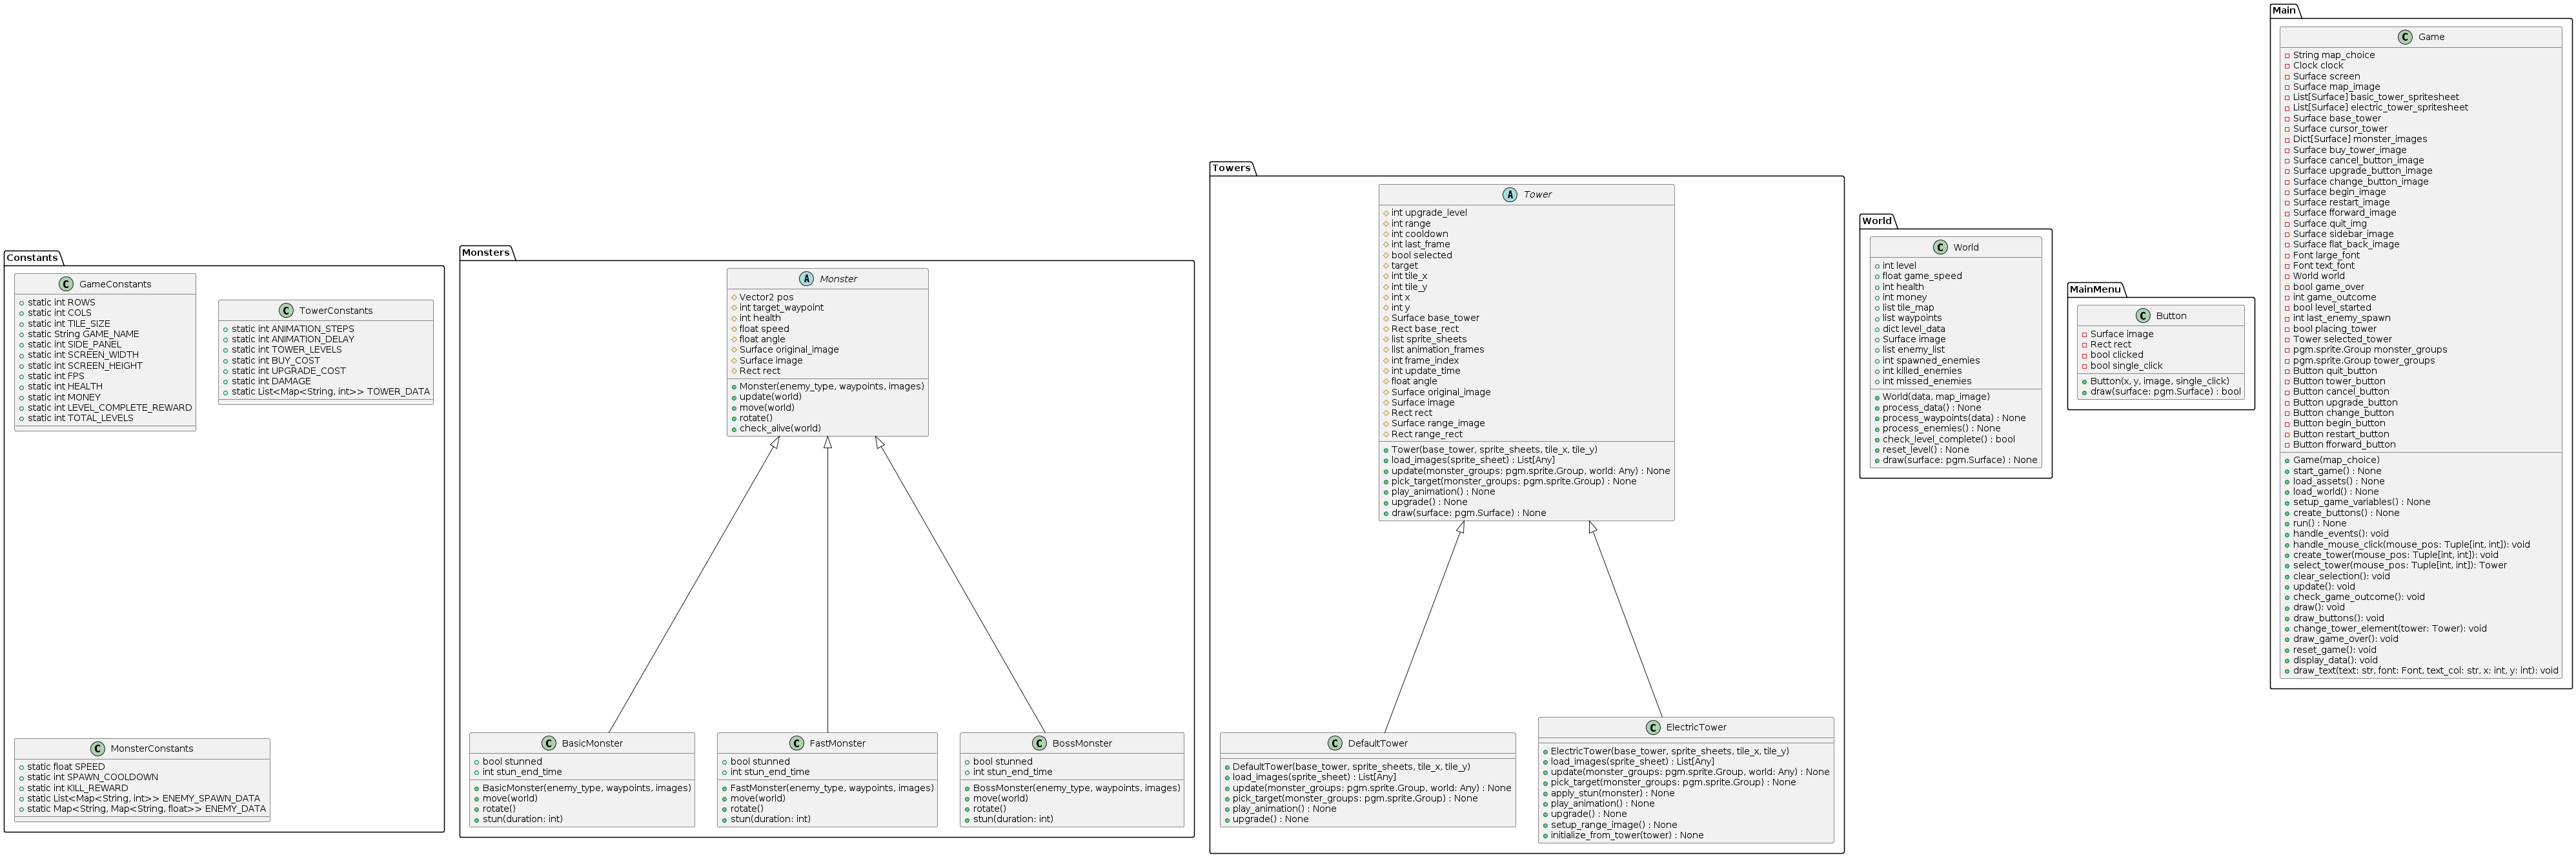 Constants
GameConstants
static int ROWS
static int COLS
static int TILE_SIZE
static String GAME_NAME
static int SIDE_PANEL
static int SCREEN_WIDTH
static int SCREEN_HEIGHT
static int FPS
static int HEALTH
static int MONEY
static int LEVEL_COMPLETE_REWARD
static int TOTAL_LEVELS
TowerConstants
static int ANIMATION_STEPS
static int ANIMATION_DELAY
static int TOWER_LEVELS
static int BUY_COST
static int UPGRADE_COST
static int DAMAGE
static List<Map<String, int>> TOWER_DATA
MonsterConstants
static float SPEED
static int SPAWN_COOLDOWN
static int KILL_REWARD
static List<Map<String, int>> ENEMY_SPAWN_DATA
static Map<String, Map<String, float>> ENEMY_DATA
Monsters
Monster
Vector2 pos
int target_waypoint
int health
float speed
float angle
Surface original_image
Surface image
Rect rect
Monster(enemy_type, waypoints, images)
update(world)
move(world)
rotate()
check_alive(world)
BasicMonster
bool stunned
int stun_end_time
BasicMonster(enemy_type, waypoints, images)
move(world)
rotate()
stun(duration: int)
FastMonster
bool stunned
int stun_end_time
FastMonster(enemy_type, waypoints, images)
move(world)
rotate()
stun(duration: int)
BossMonster
bool stunned
int stun_end_time
BossMonster(enemy_type, waypoints, images)
move(world)
rotate()
stun(duration: int)
Towers
Tower
int upgrade_level
int range
int cooldown
int last_frame
bool selected
target
int tile_x
int tile_y
int x
int y
Surface base_tower
Rect base_rect
list sprite_sheets
list animation_frames
int frame_index
int update_time
float angle
Surface original_image
Surface image
Rect rect
Surface range_image
Rect range_rect
Tower(base_tower, sprite_sheets, tile_x, tile_y)
load_images(sprite_sheet) : List[Any]
update(monster_groups: pgm.sprite.Group, world: Any) : None
pick_target(monster_groups: pgm.sprite.Group) : None
play_animation() : None
upgrade() : None
draw(surface: pgm.Surface) : None
DefaultTower
DefaultTower(base_tower, sprite_sheets, tile_x, tile_y)
load_images(sprite_sheet) : List[Any]
update(monster_groups: pgm.sprite.Group, world: Any) : None
pick_target(monster_groups: pgm.sprite.Group) : None
play_animation() : None
upgrade() : None
ElectricTower
ElectricTower(base_tower, sprite_sheets, tile_x, tile_y)
load_images(sprite_sheet) : List[Any]
update(monster_groups: pgm.sprite.Group, world: Any) : None
pick_target(monster_groups: pgm.sprite.Group) : None
apply_stun(monster) : None
play_animation() : None
upgrade() : None
setup_range_image() : None
initialize_from_tower(tower) : None
World
World
int level
float game_speed
int health
int money
list tile_map
list waypoints
dict level_data
Surface image
list enemy_list
int spawned_enemies
int killed_enemies
int missed_enemies
World(data, map_image)
process_data() : None
process_waypoints(data) : None
process_enemies() : None
check_level_complete() : bool
reset_level() : None
draw(surface: pgm.Surface) : None
MainMenu
Button
Surface image
Rect rect
bool clicked
bool single_click
Button(x, y, image, single_click)
draw(surface: pgm.Surface) : bool
Main
Game
String map_choice
Clock clock
Surface screen
Surface map_image
List[Surface] basic_tower_spritesheet
List[Surface] electric_tower_spritesheet
Surface base_tower
Surface cursor_tower
Dict[Surface] monster_images
Surface buy_tower_image
Surface cancel_button_image
Surface upgrade_button_image
Surface change_button_image
Surface begin_image
Surface restart_image
Surface fforward_image
Surface quit_img
Surface sidebar_image
Surface flat_back_image
Font large_font
Font text_font
World world
bool game_over
int game_outcome
bool level_started
int last_enemy_spawn
bool placing_tower
Tower selected_tower
pgm.sprite.Group monster_groups
pgm.sprite.Group tower_groups
Button quit_button
Button tower_button
Button cancel_button
Button upgrade_button
Button change_button
Button begin_button
Button restart_button
Button fforward_button
Game(map_choice)
start_game() : None
load_assets() : None
load_world() : None
setup_game_variables() : None
create_buttons() : None
run() : None
handle_events(): void
handle_mouse_click(mouse_pos: Tuple[int, int]): void
create_tower(mouse_pos: Tuple[int, int]): void
select_tower(mouse_pos: Tuple[int, int]): Tower
clear_selection(): void
update(): void
check_game_outcome(): void
draw(): void
draw_buttons(): void
change_tower_element(tower: Tower): void
draw_game_over(): void
reset_game(): void
display_data(): void
draw_text(text: str, font: Font, text_col: str, x: int, y: int): void